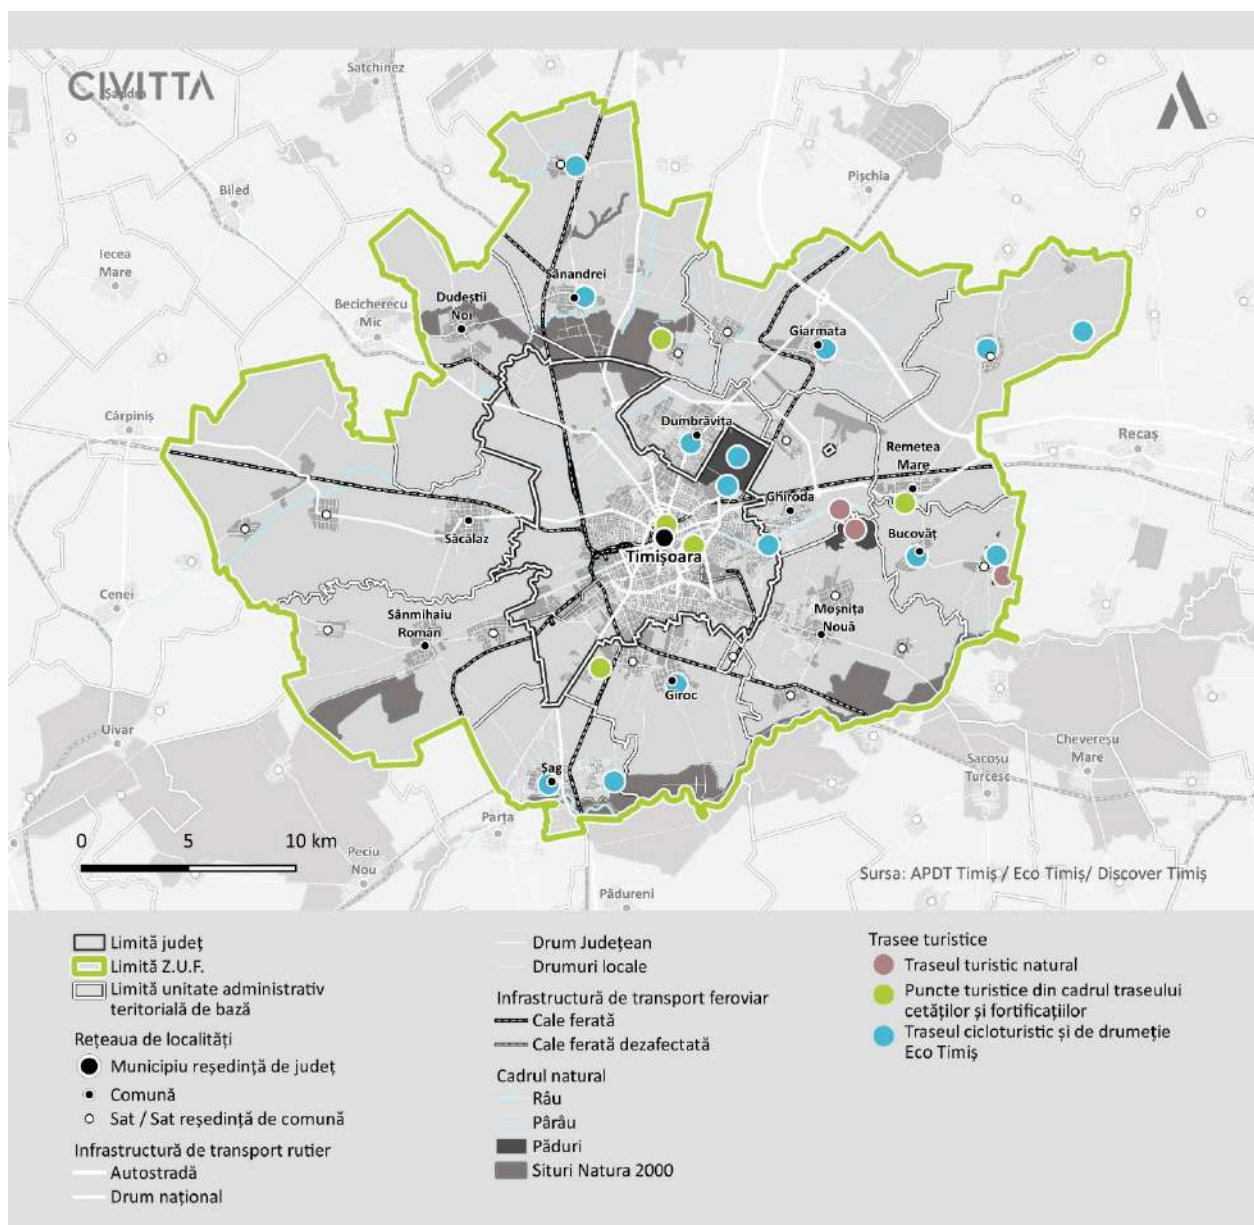 CIVITTA
Satchinez
Șandra
Pișchia
Biled
Iecea
Mare
Sânandrei
Dudeștii
Noi
Becicherecu
Mic
Giarmata
Cărpiniș
Dumbrăvița
Recaș
Remetea
Mare
Ghiroda
Săcălaz
Bucovăț
Timișoara
Cenei
Sânmihaiu
Roman
Moșnița
Nouă
Giroc
Uivar
Chevereșu
Mare
Sacoșu
Turcesc
Șag
Parța
0 5 10 km
Peciu
Nou
Sursa: APDT Timiș / Eco Timiș/ Discover Timiș
Pădureni
Limită județ
Limită Z.U.F.
Limită unitate administrativ
teritorială de bază
Rețeaua de localități
Municipiu reședință de județ
Comună
Sat / Sat reședință de comună
Infrastructură de transport rutier
Autostradă
Drum național
Drum Județean
Drumuri locale
Infrastructură de transport feroviar
Cale ferată
Cale ferată dezafectată
Cadrul natural
Râu
Pârâu
Păduri
Situri Natura 2000
Trasee turistice
Traseul turistic natural
Puncte turistice din cadrul traseului
cetăților și fortificațiilor
Traseul cicloturistic și de drumeție
Eco Timiș